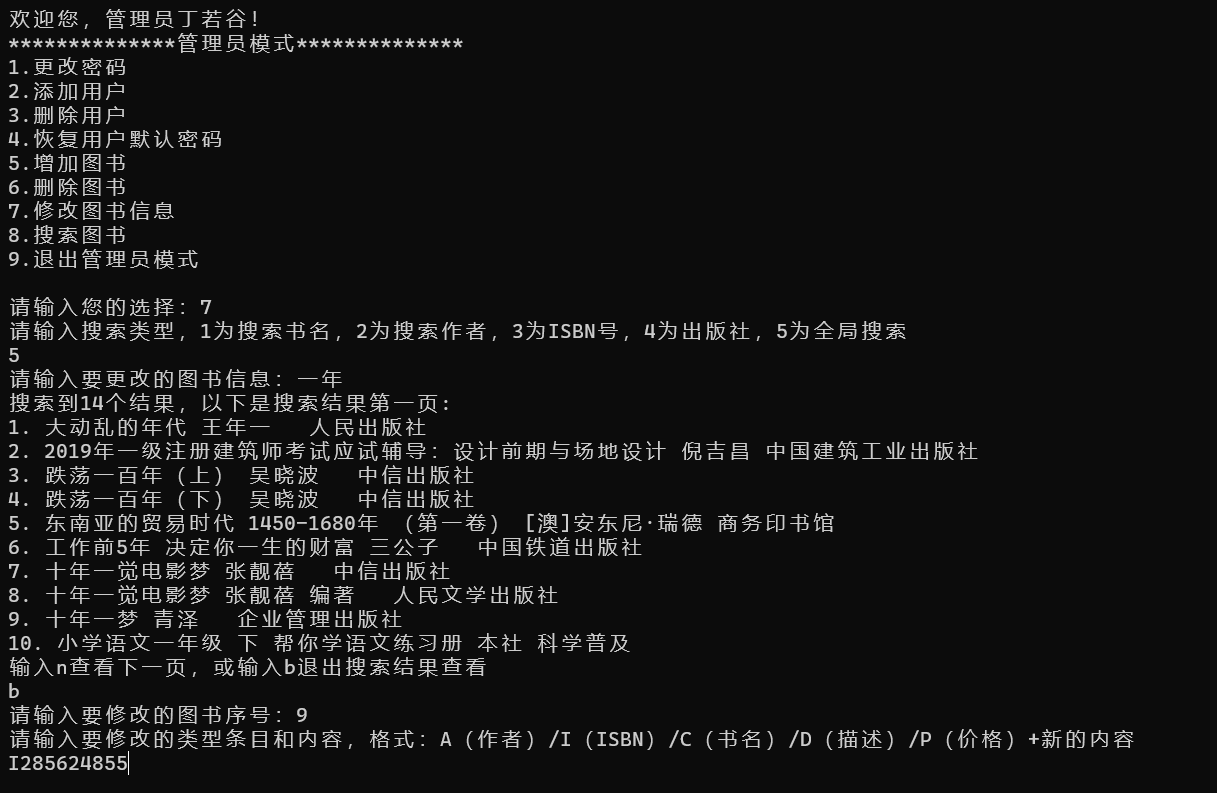 欢迎您，管理员丁若谷！
**************管理员模式**************
1.更改密码
2.添加用户
3.删除用户
4.恢复用户默认密码
5.增加图书
6.删除图书
7.修改图书信息
8.搜索图书
9.退出管理员模式
请输入您的选择：7
请输入搜索类型，1为搜索书名，2为搜索作者，3为ISBN号，4为出版社，5为全局搜索
5
请输入要更改的图书信息：一年
搜索到14个结果，以下是搜索结果第一页：
1. 大动乱的年代 王年一   人民出版社
2. 2019年一级注册建筑师考试应试辅导：设计前期与场地设计 倪吉昌 中国建筑工业出版社
3. 跌荡一百年（上） 吴晓波   中信出版社
4. 跌荡一百年（下） 吴晓波   中信出版社
5. 东南亚的贸易时代 1450-1680年 （第一卷） [澳]安东尼·瑞德 商务印书馆
6. 工作前5年 决定你一生的财富 三公子   中国铁道出版社
7. 十年一觉电影梦 张靓蓓   中信出版社
8. 十年一觉电影梦 张靓蓓 编著   人民文学出版社
9. 十年一梦 青泽   企业管理出版社
10. 小学语文一年级 下 帮你学语文练习册 本社 科学普及
输入n查看下一页，或输入b退出搜索结果查看
b
请输入要修改的图书序号：9
请输入要修改的类型条目和内容，格式：A（作者）/I（ISBN）/C（书名）/D（描述）/P（价格）+新的内容
I285624855